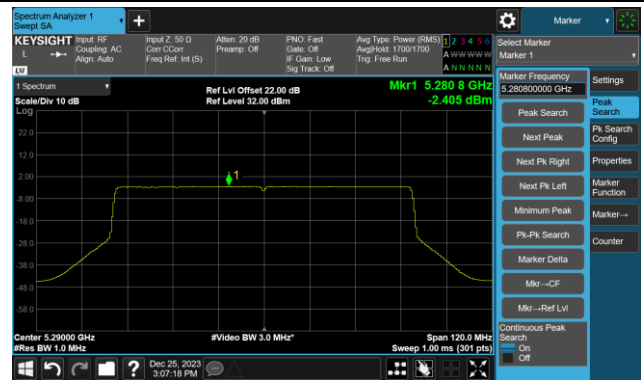 Spectrum Analyzer 1
Swept SA
+
Marker
KEYSIGHT
L
LXI
Input: RF
Coupling: AC
Align: Auto
Input Z: 50 Ω
Corr CCorr
Freq Ref: Int (S)
Atten: 20 dB
Preamp: Off
PNO: Fast
Gate: Off
IF Gain: Low
Sig Track: Off
Avg Type: Power (RMS)
Avg|Hold: 1700/1700
Trig: Free Run
1 2 3 4 5 6
A W W W W W
A N N N N N
Select Marker
Marker 1
1 Spectrum
Scale/Div 10 dB
Ref Lvl Offset 22.00 dB
Ref Level 32.00 dBm
Mkr1 5.280 8 GHz
-2.405 dBm
Log
22.0
12.0
2.00
-8.00
-18.0
-28.0
-38.0
-48.0
-58.0
1
Center 5.29000 GHz
#Res BW 1.0 MHz
#Video BW 3.0 MHz*
Span 120.0 MHz
Sweep 1.00 ms (301 pts)
Marker Frequency
5.280800000 GHz
Peak Search
Next Peak
Next Pk Right
Next Pk Left
Minimum Peak
Pk-Pk Search
Marker Delta
Mkr→CF
Mkr→Ref Lvl
Continuous Peak
Search
On
Off
Settings
Peak
Search
Pk Search
Config
Properties
Marker
Function
Marker→
Counter
?
Dec 25, 2023
3:07:18 PM